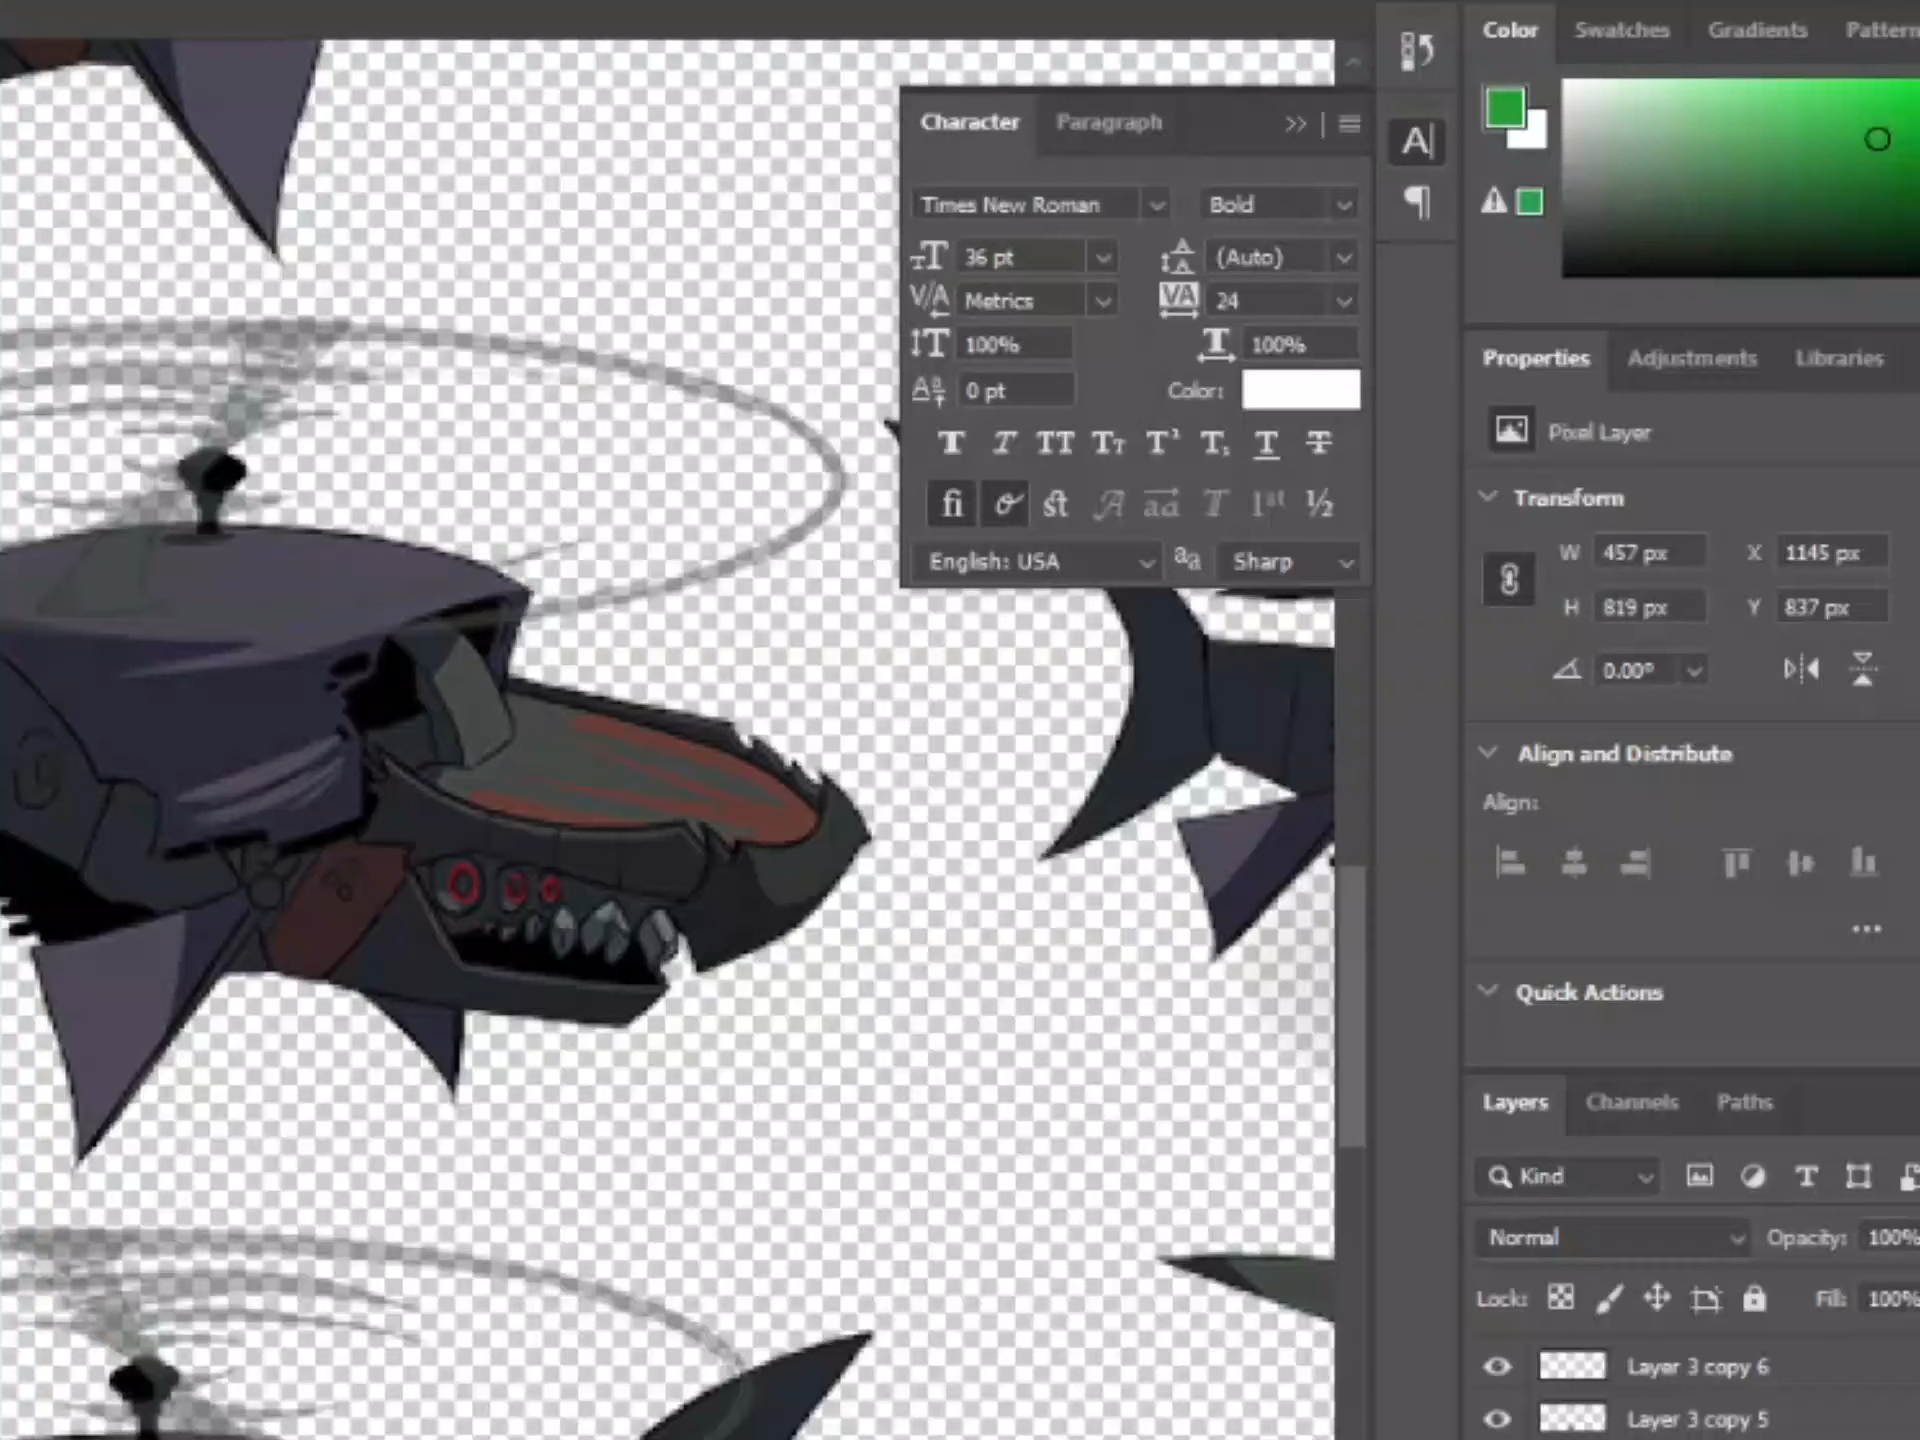 Color Swatches Gradients Pattern
Character Paragraph
Times New Roman Bold
36 pt (Auto)
Metrics 24
100% 100%
0 pt Color:
English: USA Sharp
Properties Adjustments Libraries
Pixel Layer
Transform
W 457 px X 1145 px
H 819 px Y 837 px
0.00°
Align and Distribute
Align:
Quick Actions
Layers Channels Paths
Kind
Normal Opacity: 100%
Lock: Fill: 100%
Layer 3 copy 6
Layer 3 copy 5